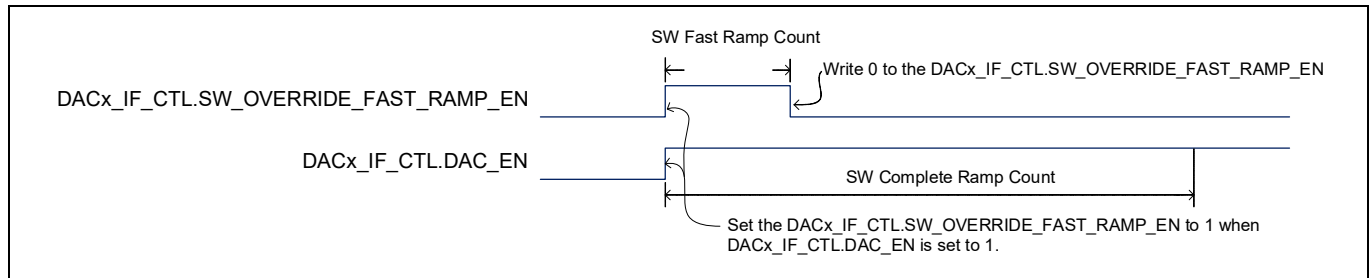 SW Fast Ramp Count
Write 0 to the DACx_IF_CTL.SW_OVERRIDE_FAST_RAMP_EN
DACx_IF_CTL.SW_OVERRIDE_FAST_RAMP_EN
DACx_IF_CTL.DAC_EN
SW Complete Ramp Count
Set the DACx_IF_CTL.SW_OVERRIDE_FAST_RAMP_EN to 1 when
DACx_IF_CTL.DAC_EN is set to 1.